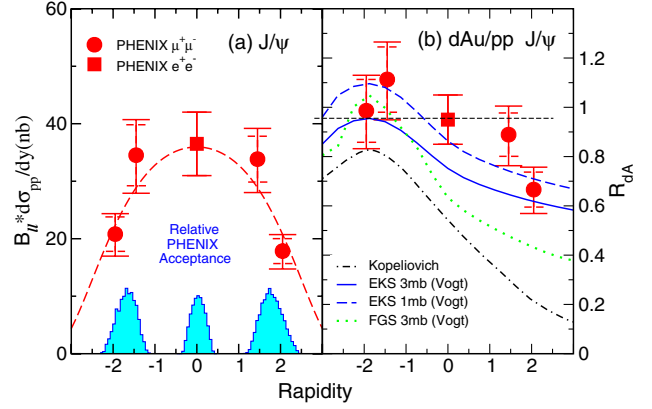 60
40
20
0
B_ll*dσ_pp/dy(nb)
PHENIX μ⁺μ⁻
PHENIX e⁺e⁻
(a) J/ψ
Relative
PHENIX
Acceptance
-2 -1 0 1 2
(b) dAu/pp J/ψ
Kopeliovich
EKS 3mb (Vogt)
EKS 1mb (Vogt)
FGS 3mb (Vogt)
-2 -1 0 1 2
1.2
1
0.8
0.6
0.4
0.2
0
R_dA
Rapidity